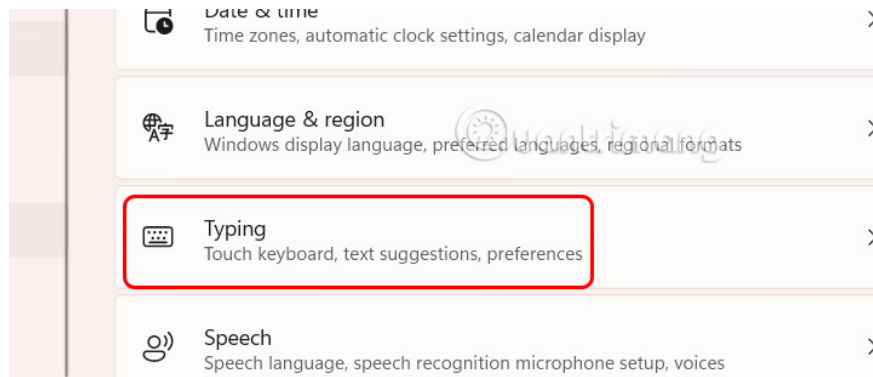 Date & time
Time zones, automatic clock settings, calendar display
Language & region
Windows display language, preferred languages, regional formats
Quantrimang
Typing
Touch keyboard, text suggestions, preferences
Speech
Speech language, speech recognition microphone setup, voices